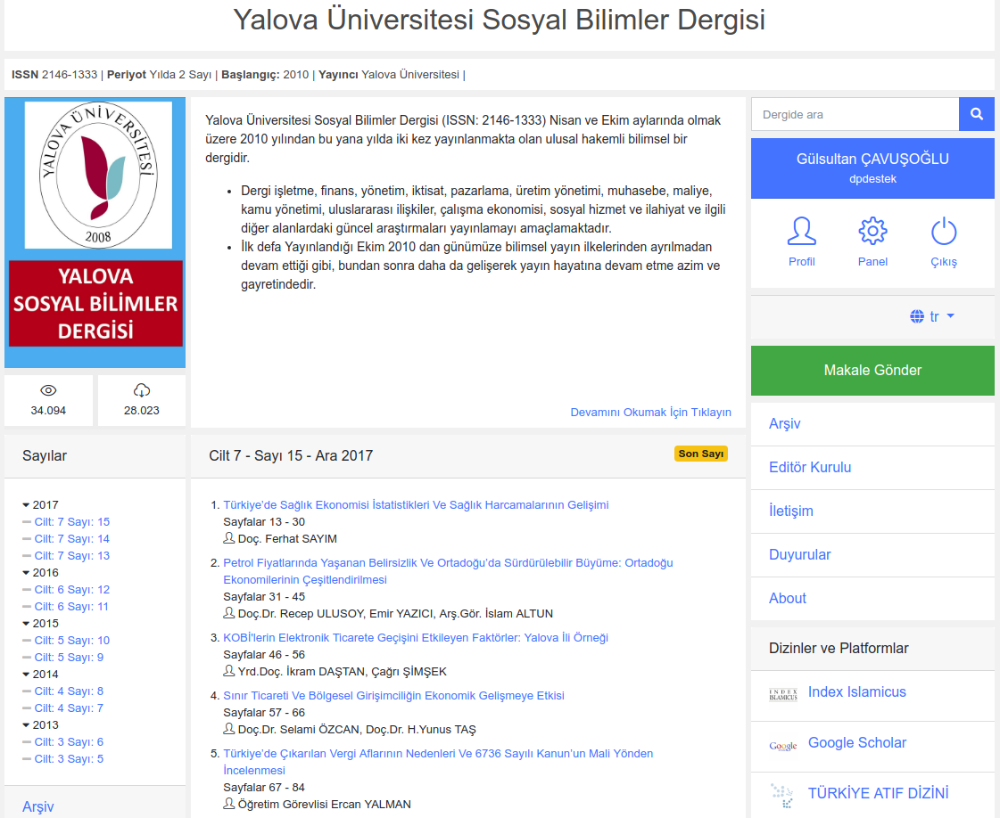 Yalova Üniversitesi Sosyal Bilimler Dergisi
ISSN 2146-1333 | Periyot Yılda 2 Sayı | Başlangıç: 2010 | Yayıncı Yalova Üniversitesi |
YALOVA ÜNİVERSİTESİ
2008
YALOVA
SOSYAL BİLİMLER
DERGİSİ
34.094
28.023
Sayılar
2017
Cilt: 7 Sayı: 15
Cilt: 7 Sayı: 14
Cilt: 7 Sayı: 13
2016
Cilt: 6 Sayı: 12
Cilt: 6 Sayı: 11
2015
Cilt: 5 Sayı: 10
Cilt: 5 Sayı: 9
2014
Cilt: 4 Sayı: 8
Cilt: 4 Sayı: 7
2013
Cilt: 3 Sayı: 6
Cilt: 3 Sayı: 5
Arşiv
Yalova Üniversitesi Sosyal Bilimler Dergisi (ISSN: 2146-1333) Nisan ve Ekim aylarında olmak
üzere 2010 yılından bu yana yılda iki kez yayınlanmakta olan ulusal hakemli bilimsel bir
dergidir.
• Dergi işletme, finans, yönetim, iktisat, pazarlama, üretim yönetimi, muhasebe, maliye,
kamu yönetimi, uluslararası ilişkiler, çalışma ekonomisi, sosyal hizmet ve ilahiyat ve ilgili
diğer alanlardaki güncel araştırmaları yayınlamayı amaçlamaktadır.
• İlk defa Yayınlandığı Ekim 2010 dan günümüze bilimsel yayın ilkelerinden ayrılmadan
devam ettiği gibi, bundan sonra daha da gelişerek yayın hayatına devam etme azim ve
gayretindedir.
Devamını Okumak İçin Tıklayın
Cilt 7 - Sayı 15 - Ara 2017
Son Sayı
1. Türkiye’de Sağlık Ekonomisi İstatistikleri Ve Sağlık Harcamalarının Gelişimi
Sayfalar 13 - 30
Doç. Ferhat SAYIM
2. Petrol Fiyatlarında Yaşanan Belirsizlik Ve Ortadoğu’da Sürdürülebilir Büyüme: Ortadoğu
Ekonomilerinin Çeşitlendirilmesi
Sayfalar 31 - 45
Doç.Dr. Recep ULUSOY, Emir YAZICI, Arş.Gör. İslam ALTUN
3. KOBİ'lerin Elektronik Ticarete Geçişini Etkileyen Faktörler: Yalova İli Örneği
Sayfalar 46 - 56
Yrd.Doç. İkram DAŞTAN, Çağrı ŞİMŞEK
4. Sınır Ticareti Ve Bölgesel Girişimciliğin Ekonomik Gelişmeye Etkisi
Sayfalar 57 - 66
Doç.Dr. Selami ÖZCAN, Doç.Dr. H.Yunus TAŞ
5. Türkiye’de Çıkarılan Vergi Aflarının Nedenleri Ve 6736 Sayılı Kanun’un Mali Yönden
İncelenmesi
Sayfalar 67 - 84
Öğretim Görevlisi Ercan YALMAN
Dergide ara
Gülsultan ÇAVUŞOĞLU
dpdestek
Profil
Panel
Çıkış
tr
Makale Gönder
Arşiv
Editör Kurulu
İletişim
Duyurular
About
Dizinler ve Platformlar
INDEX
ISLAMICUS
Index Islamicus
Google
Google Scholar
TÜRKİYE ATIF DİZİNİ